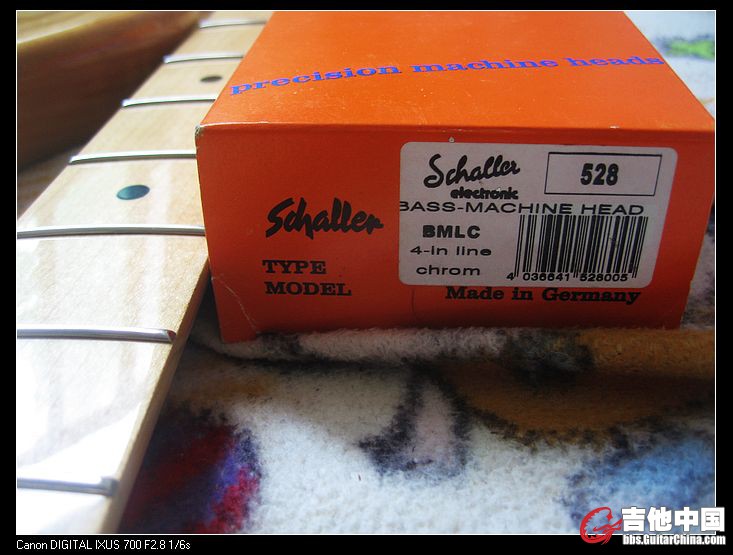 precision machine heads
Schaller
electronic
528
BASS-MACHINE HEAD
BMLC
4-in line
chrom
4 036841 528005
Schaller
TYPE
MODEL
Made in Germany
Canon DIGITAL IXUS 700 F2.8 1/6s
吉他中国
bbs.GuitarChina.com